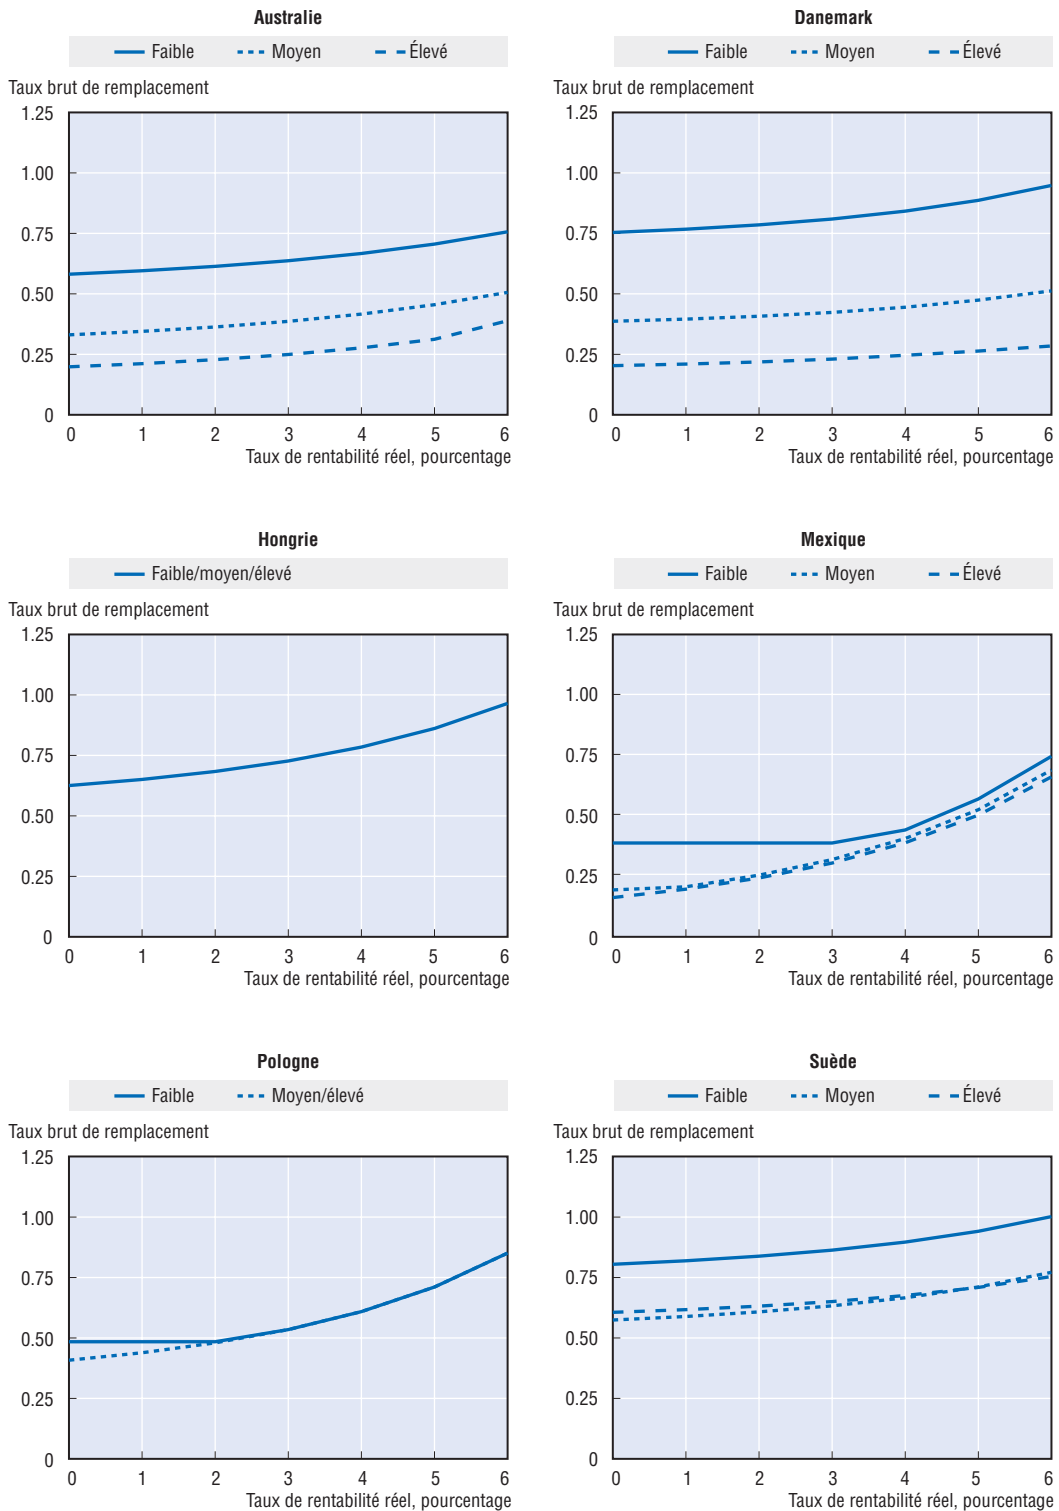 Australie
Faible Moyen Élevé
Taux brut de remplacement
1.25
1.00
0.75
0.50
0.25
0
0 1 2 3 4 5 6
Taux de rentabilité réel, pourcentage
Danemark
Faible Moyen Élevé
Taux brut de remplacement
1.25
1.00
0.75
0.50
0.25
0
0 1 2 3 4 5 6
Taux de rentabilité réel, pourcentage
Hongrie
Faible/moyen/élevé
Taux brut de remplacement
1.25
1.00
0.75
0.50
0.25
0
0 1 2 3 4 5 6
Taux de rentabilité réel, pourcentage
Mexique
Faible Moyen Élevé
Taux brut de remplacement
1.25
1.00
0.75
0.50
0.25
0
0 1 2 3 4 5 6
Taux de rentabilité réel, pourcentage
Pologne
Faible Moyen/élevé
Taux brut de remplacement
1.25
1.00
0.75
0.50
0.25
0
0 1 2 3 4 5 6
Taux de rentabilité réel, pourcentage
Suède
Faible Moyen Élevé
Taux brut de remplacement
1.25
1.00
0.75
0.50
0.25
0
0 1 2 3 4 5 6
Taux de rentabilité réel, pourcentage